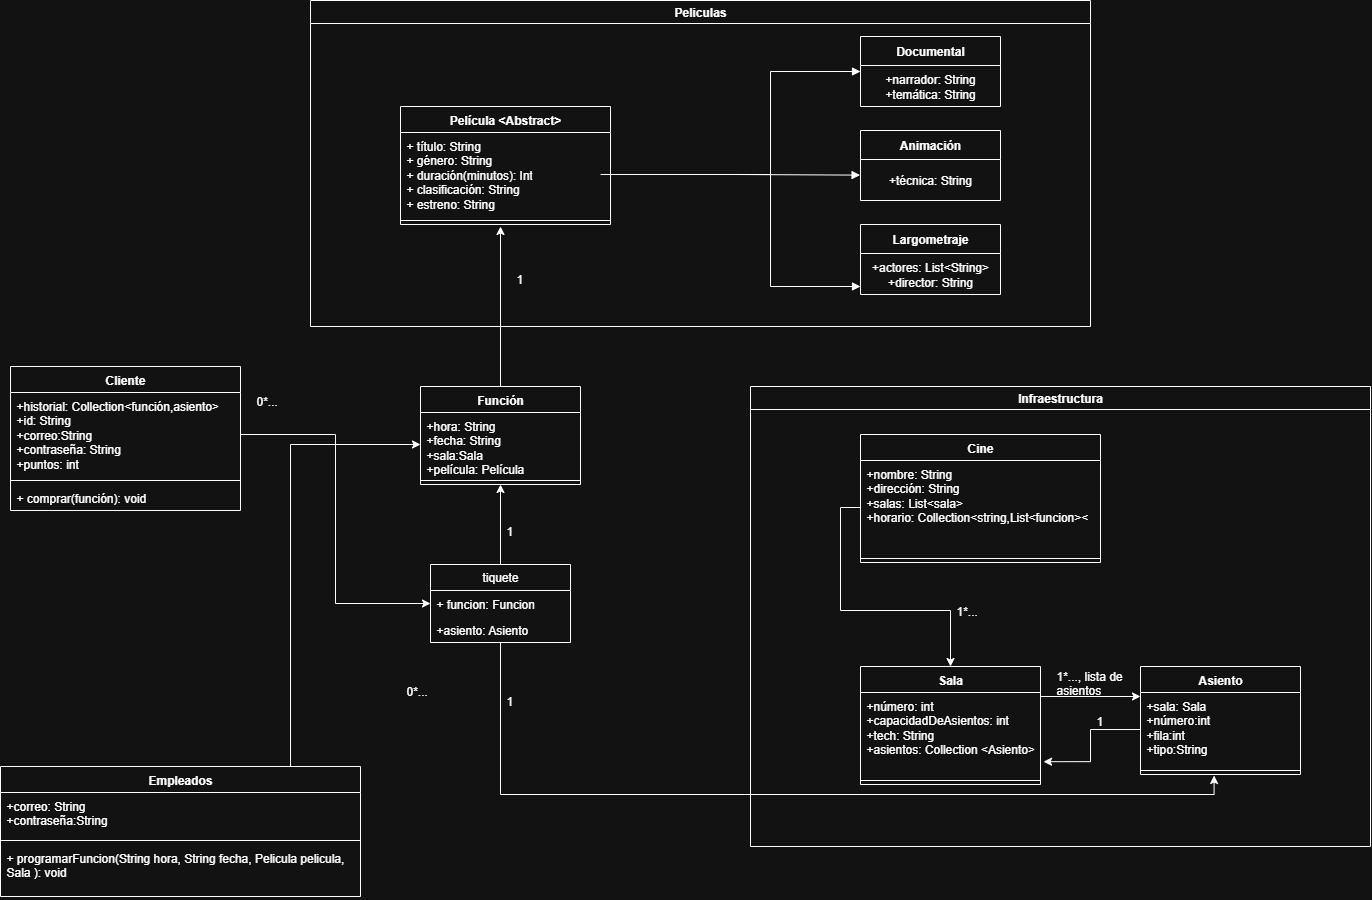 Peliculas
Documental
+narrador: String
+temática: String
Película <Abstract>
+ título: String
+ género: String
+ duración(minutos): Int
+ clasificación: String
+ estreno: String
Animación
+técnica: String
Largometraje
+actores: List<String>
+director: String
1
Cliente
+historial: Collection<función,asiento>
+id: String
+correo:String
+contraseña: String
+puntos: int
+ comprar(función): void
0*...
Función
+hora: String
+fecha: String
+sala:Sala
+película: Película
1
tiquete
+ funcion: Funcion
+asiento: Asiento
0*...
1
Infraestructura
Cine
+nombre: String
+dirección: String
+salas: List<sala>
+horario: Collection<string,List<funcion><
1*...
Sala
+número: int
+capacidadDeAsientos: int
+tech: String
+asientos: Collection <Asiento>
1*..., lista de
asientos
1
Asiento
+sala: Sala
+número:int
+fila:int
+tipo:String
Empleados
+correo: String
+contraseña:String
+ programarFuncion(String hora, String fecha, Pelicula pelicula,
Sala ): void